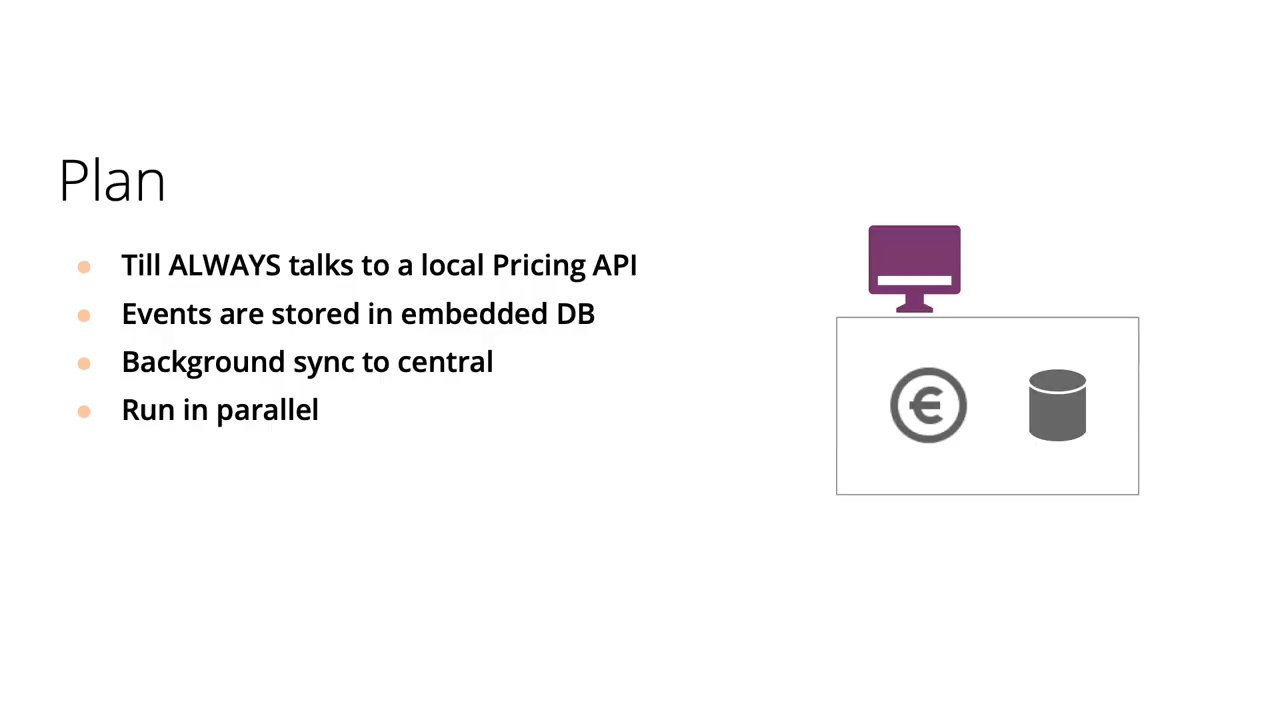 Plan
Till ALWAYS talks to a local Pricing API
Events are stored in embedded DB
Background sync to central
Run in parallel
€